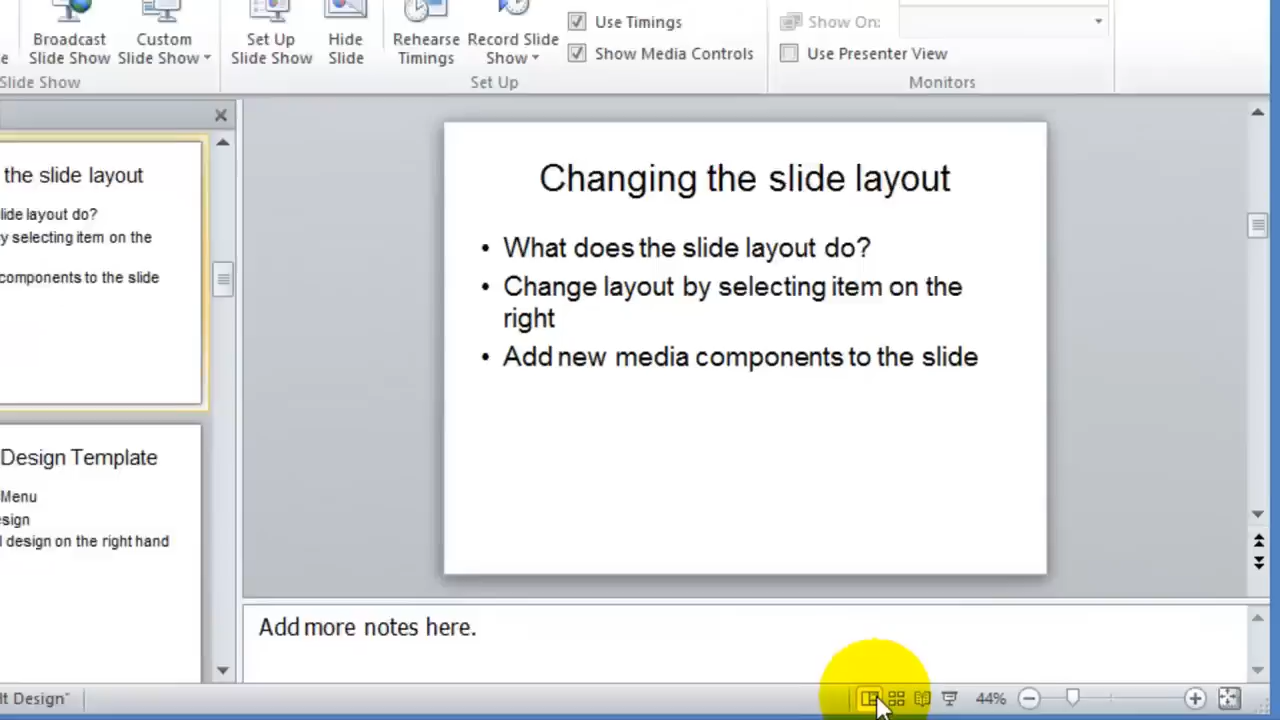 Broadcast
Slide Show
Custom
Slide Show
Set Up
Slide Show
Hide
Slide
Rehearse
Timings
Record Slide
Show
Use Timings
Show Media Controls
Show On:
Use Presenter View
Slide Show
Set Up
Monitors
the slide layout
lide layout do?
y selecting item on the
components to the slide
Design Template
Menu
esign
design on the right hand
Changing the slide layout
• What does the slide layout do?
• Change layout by selecting item on the
right
• Add new media components to the slide
Add more notes here.
lt Design"
44%